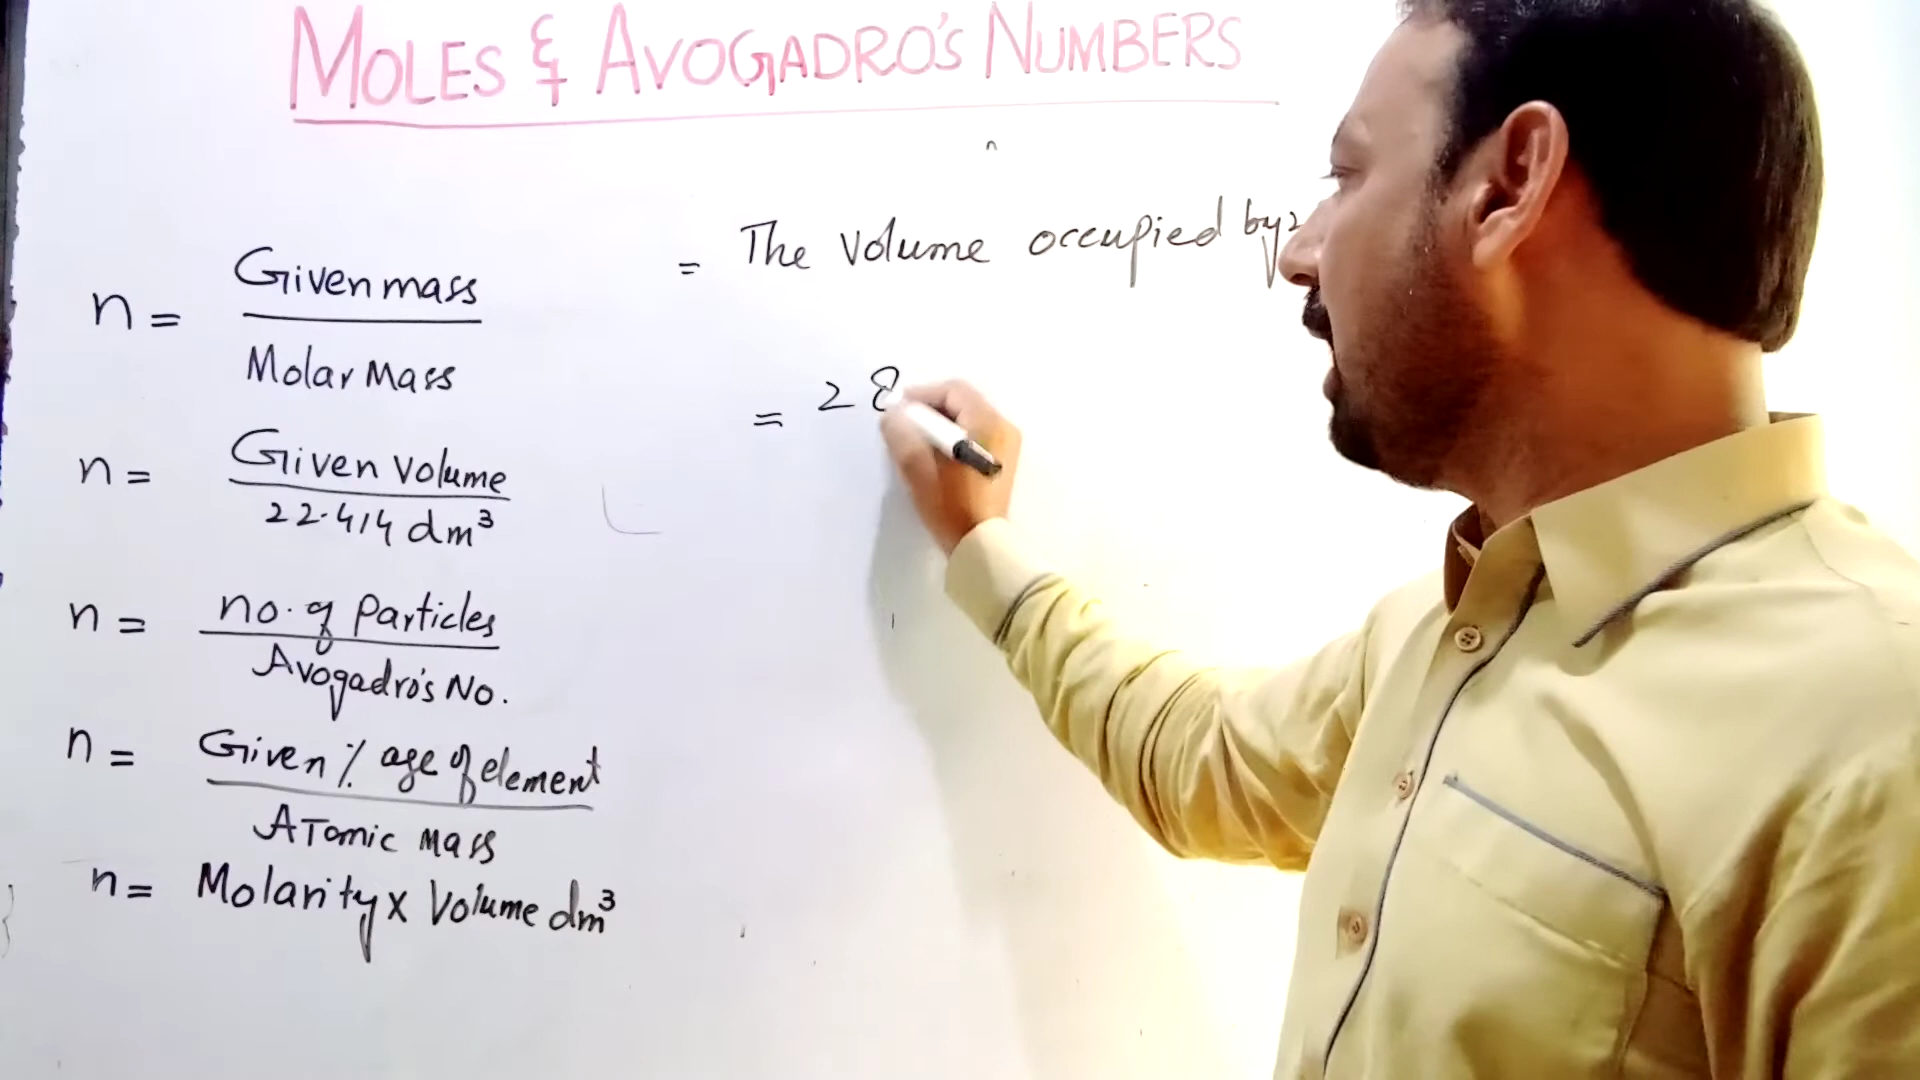 MOLES & AVOGADRO'S NUMBERS
n = Given mass
Molar Mass
n = Given Volume
22.414 dm³
n = no. of Particles
Avogadro's No.
n = Given % age of element
Atomic Mass
n = Molarity x Volume dm³
= The Volume occupied by
= 28